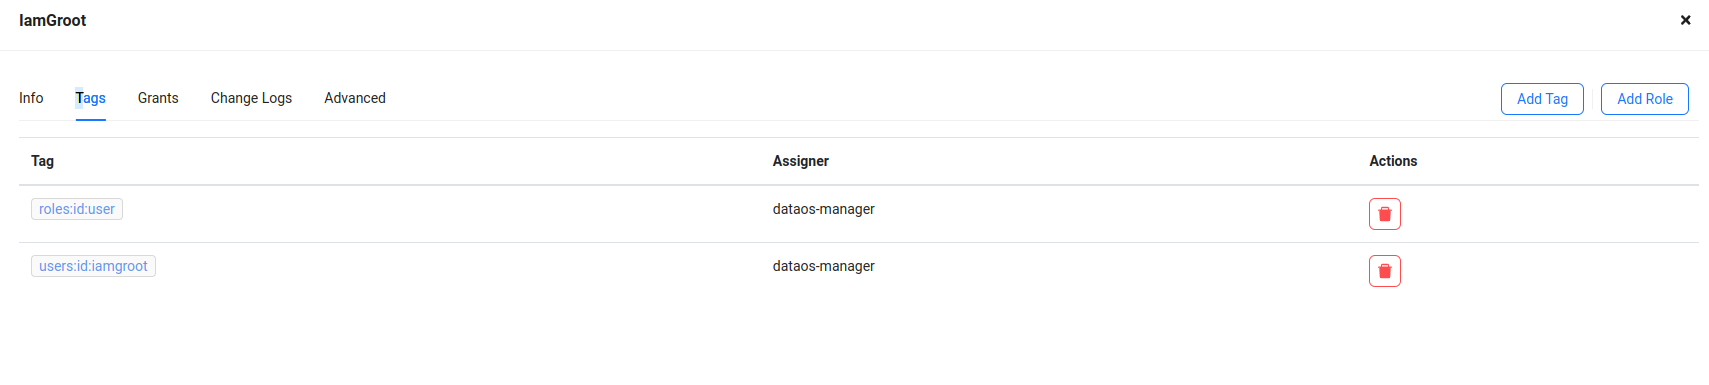 IamGroot
Info Tags Grants Change Logs Advanced Add Tag Add Role
Tag Assigner Actions
roles:id:user dataos-manager
users:id:iamgroot dataos-manager